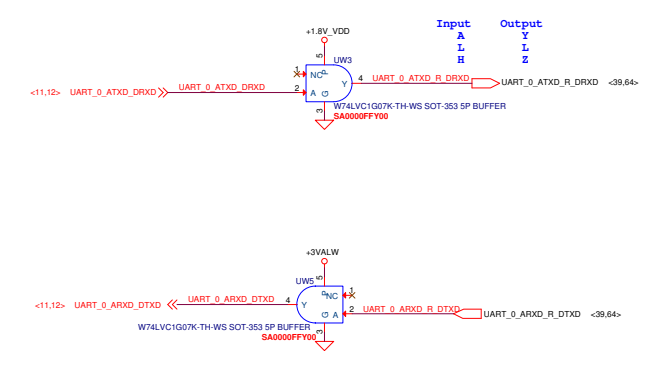 Input Output
A Y
L L
H Z
+1.8V_VDD
5
UW3
1
NC
P
4 UART_0_ATXD_R_DRXD
UART_0_ATXD_R_DRXD <39,64>
Y
<11,12> UART_0_ATXD_DRXD
UART_0_ATXD_DRXD 2
A G
3
W74LVC1G07K-TH-WS SOT-353 5P BUFFER
SA0000FFY00
+3VALW
5
UW5
P
NC
1
<11,12> UART_0_ARXD_DTXD
UART_0_ARXD_DTXD 4
Y
G A
2 UART_0_ARXD_R_DTXD
UART_0_ARXD_R_DTXD <39,64>
3
W74LVC1G07K-TH-WS SOT-353 5P BUFFER
SA0000FFY00